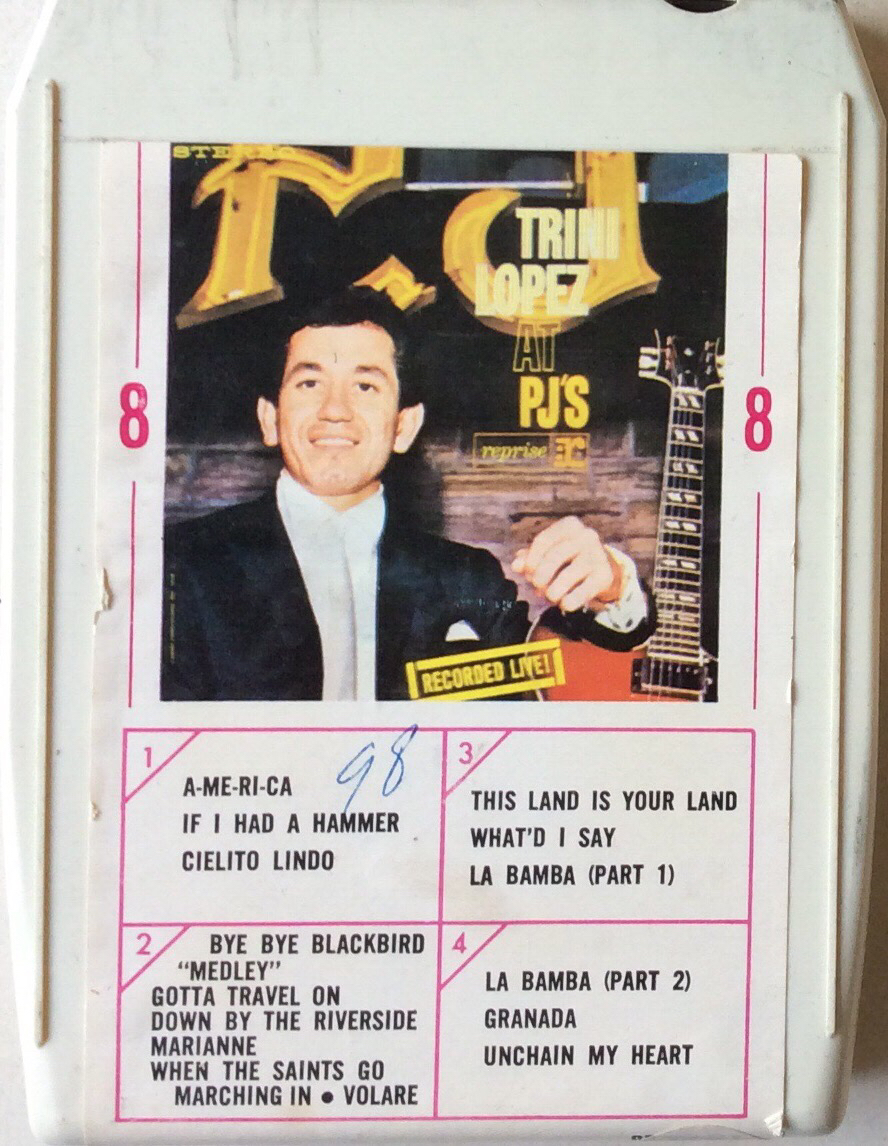 STEREO
P.J
TRINI
LOPEZ
AT
PJ'S
reprise
8
8
RECORDED LIVE!
1
A-ME-RI-CA
98
IF I HAD A HAMMER
CIELITO LINDO
2
BYE BYE BLACKBIRD
"MEDLEY"
GOTTA TRAVEL ON
DOWN BY THE RIVERSIDE
MARIANNE
WHEN THE SAINTS GO
MARCHING IN • VOLARE
3
THIS LAND IS YOUR LAND
WHAT'D I SAY
LA BAMBA (PART 1)
4
LA BAMBA (PART 2)
GRANADA
UNCHAIN MY HEART